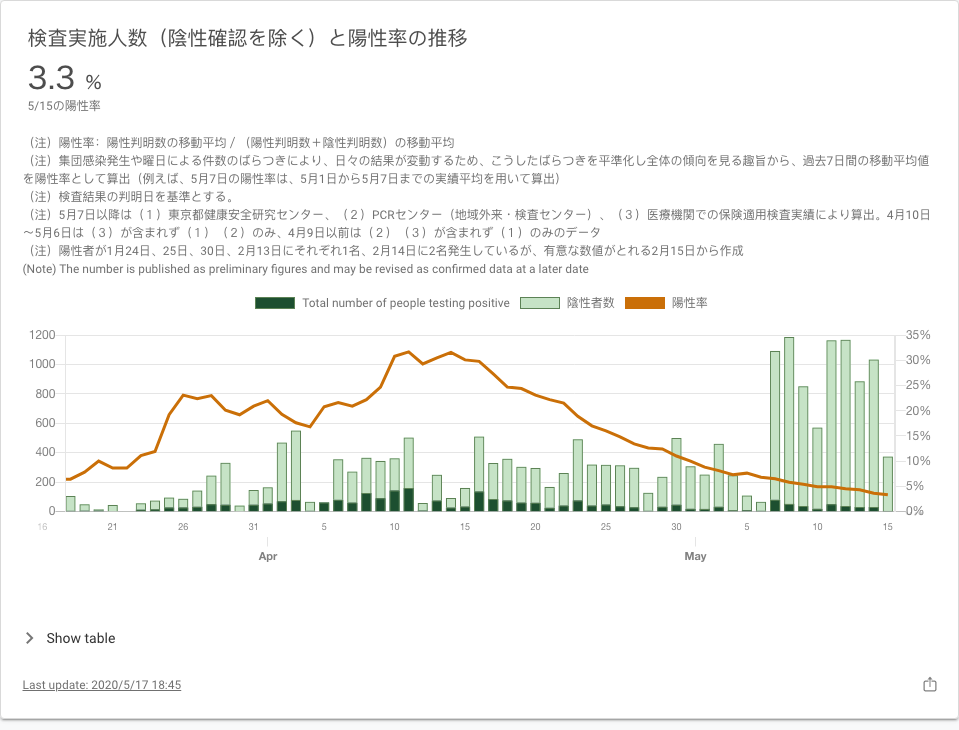 検査実施人数（陰性確認を除く）と陽性率の推移
3.3 %
5/15の陽性率
（注）陽性率：陽性判明数の移動平均 / （陽性判明数＋陰性判明数）の移動平均
（注）集団感染発生や曜日による件数のばらつきにより、日々の結果が変動するため、こうしたばらつきを平準化し全体の傾向を見る趣旨から、過去7日間の移動平均値
を陽性率として算出（例えば、5月7日の陽性率は、5月1日から5月7日までの実績平均を用いて算出）
（注）検査結果の判明日を基準とする。
（注）5月7日以降は（１）東京都健康安全研究センター、（２）PCRセンター（地域外来・検査センター）、（３）医療機関での保険適用検査実績により算出。4月10日
～5月6日は（３）が含まれず（１）（２）のみ、4月9日以前は（２）（３）が含まれず（１）のみのデータ
（注）陽性者が1月24日、25日、30日、2月13日にそれぞれ1名、2月14日に2名発生しているが、有意な数値がとれる2月15日から作成
(Note) The number is published as preliminary figures and may be revised as confirmed data at a later date
Total number of people testing positive 陰性者数 陽性率
1200 35%
1000 30%
800 25%
600 20%
400 15%
200 10%
0 5%
0%
16 21 26 31 5 10 15 20 25 30 5 10 15
Apr May
Show table
Last update: 2020/5/17 18:45